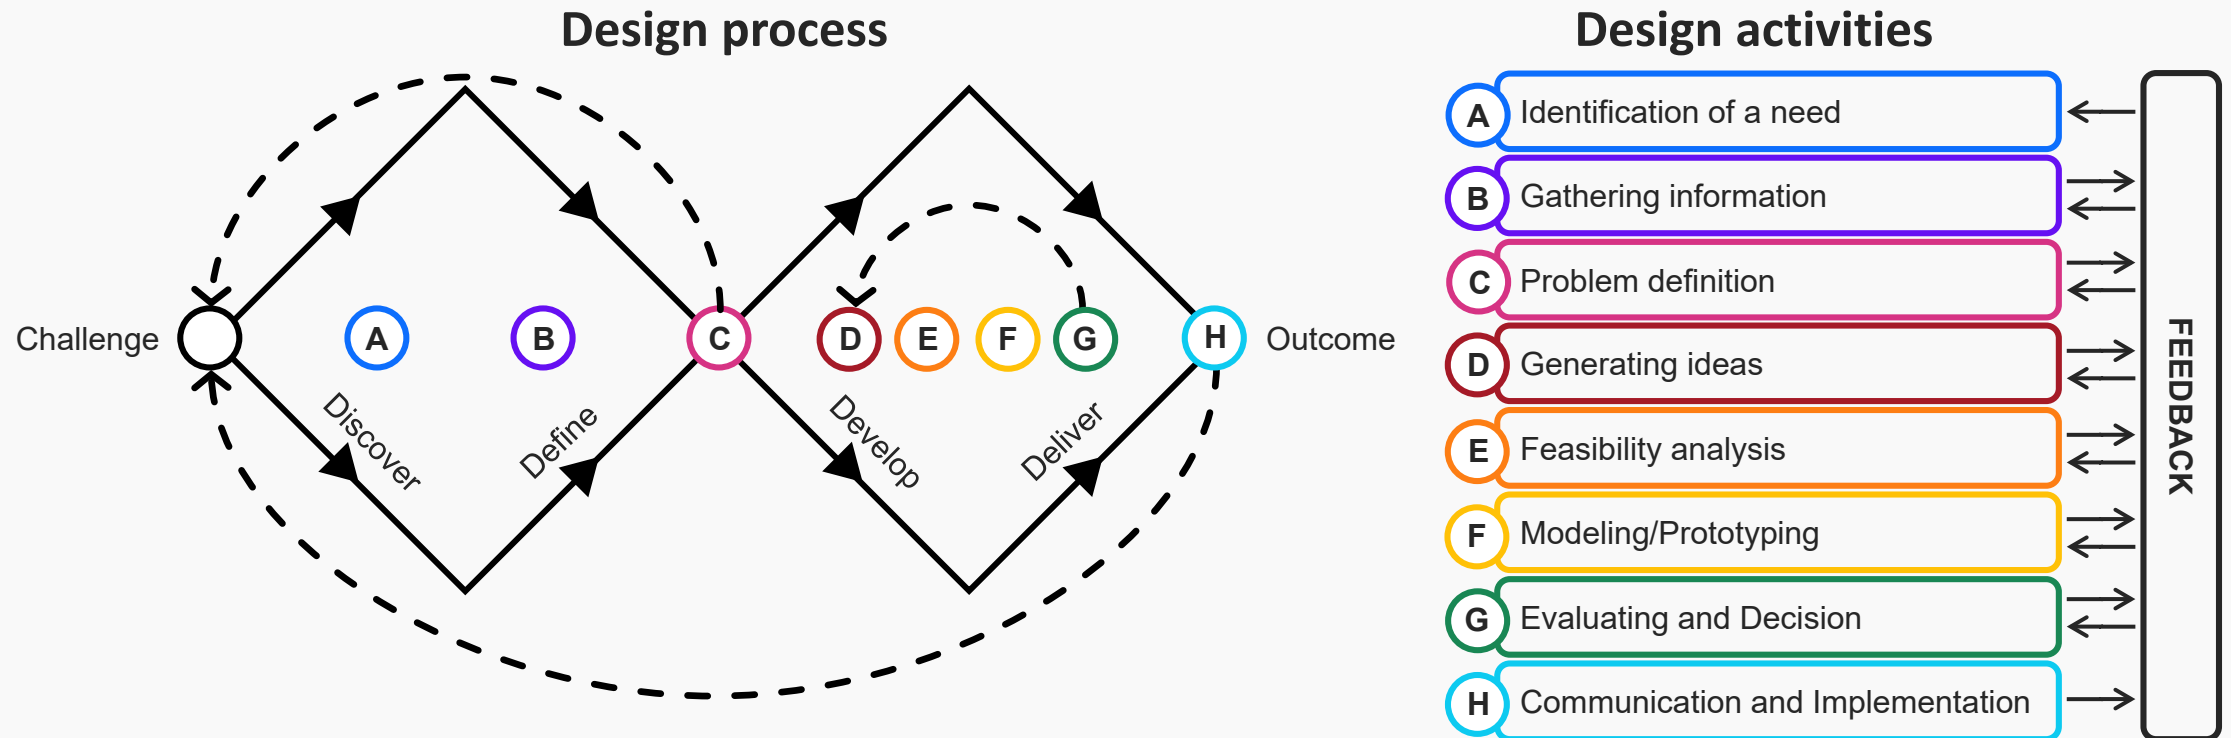 Design process
Challenge
A
B
C
D
E
F
G
H
Outcome
Discover
Define
Develop
Deliver
Design activities
A Identification of a need
B Gathering information
C Problem definition
D Generating ideas
E Feasibility analysis
F Modeling/Prototyping
G Evaluating and Decision
H Communication and Implementation
FEEDBACK